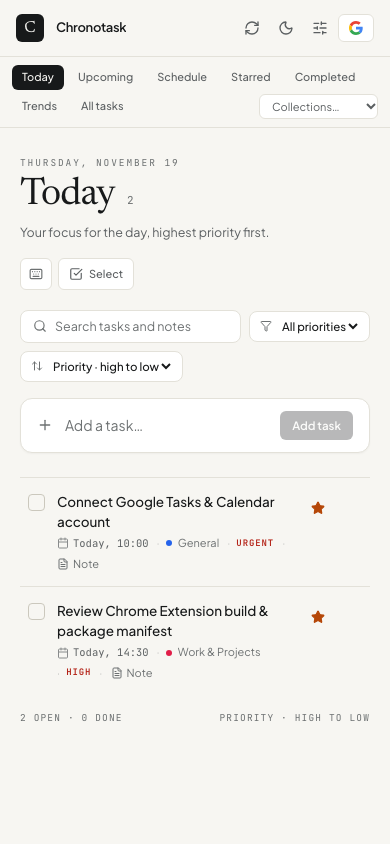 C Chronotask
Today Upcoming Schedule Starred Completed
Trends All tasks Collections...
THURSDAY, NOVEMBER 19
Today 2
Your focus for the day, highest priority first.
Select
Search tasks and notes All priorities
Priority · high to low
Add a task... Add task
Connect Google Tasks & Calendar
account
Today, 10:00 · General · URGENT ·
Note
Review Chrome Extension build &
package manifest
Today, 14:30 · Work & Projects
· HIGH · Note
2 OPEN · 0 DONE PRIORITY · HIGH TO LOW